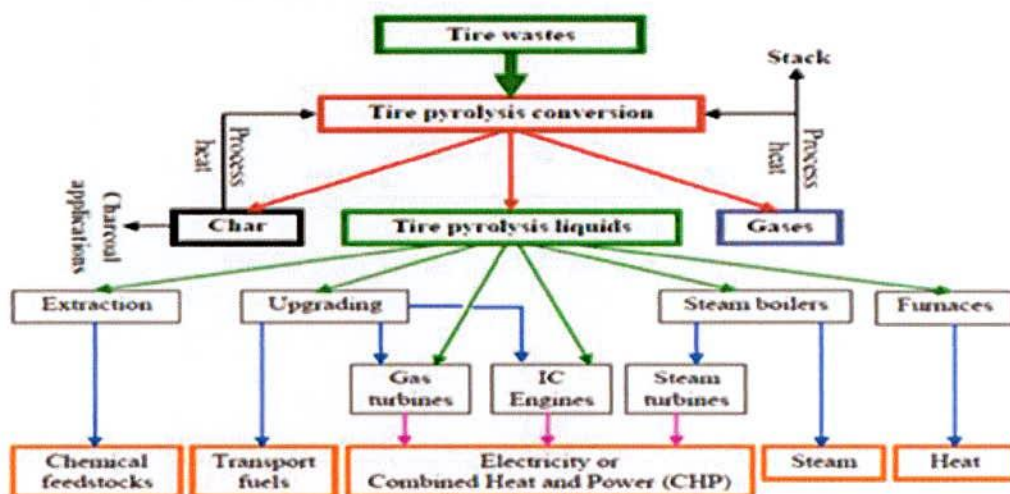 Tire wastes
Stack
Tire pyrolysis conversion
Process
heat
Process
heat
Charcoal
applications
Char
Tire pyrolysis liquids
Gases
Extraction
Upgrading
Steam boilers
Furnaces
Gas
turbines
IC
Engines
Steam
turbines
Chemical
feedstocks
Transport
fuels
Electricity or
Combined Heat and Power (CHP)
Steam
Heat